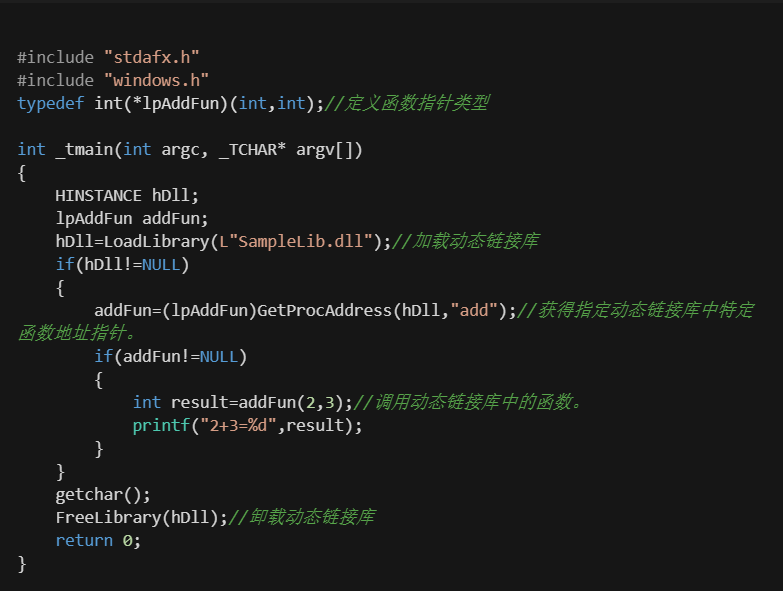 #include "stdafx.h"
#include "windows.h"
typedef int(*lpAddFun)(int,int);//定义函数指针类型

int _tmain(int argc, _TCHAR* argv[])
{
    HINSTANCE hDll;
    lpAddFun addFun;
    hDll=LoadLibrary(L"SampleLib.dll");//加载动态链接库
    if(hDll!=NULL)
    {
        addFun=(lpAddFun)GetProcAddress(hDll,"add");//获得指定动态链接库中特定
函数地址指针。
        if(addFun!=NULL)
        {
            int result=addFun(2,3);//调用动态链接库中的函数。
            printf("2+3=%d",result);
        }
    }
    getchar();
    FreeLibrary(hDll);//卸载动态链接库
    return 0;
}